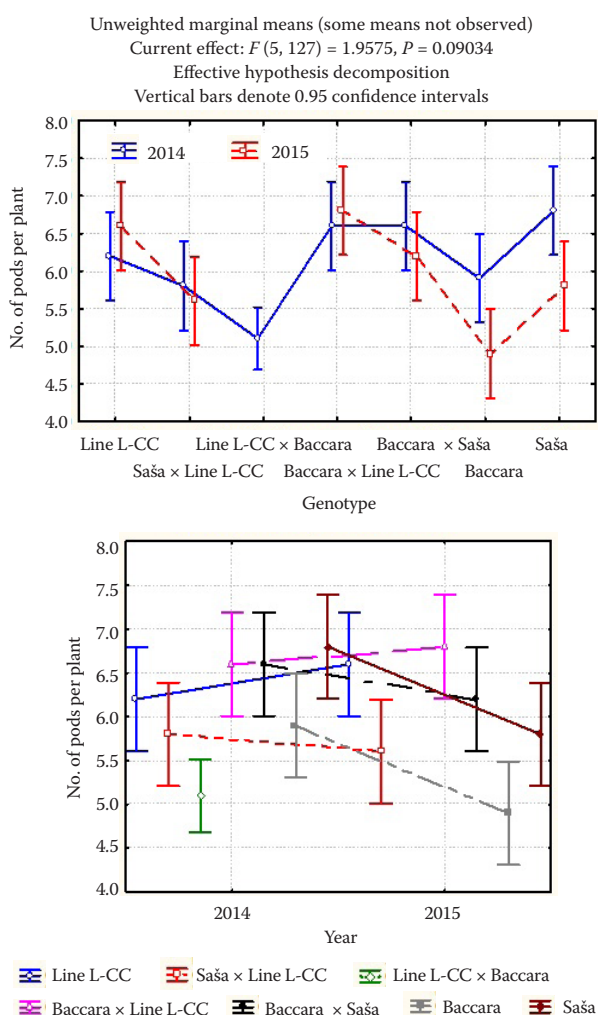 Unweighted marginal means (some means not observed)
Current effect: F (5, 127) = 1.9575, P = 0.09034
Effective hypothesis decomposition
Vertical bars denote 0.95 confidence intervals
8.0
7.5
7.0
6.5
6.0
5.5
5.0
4.5
4.0
No. of pods per plant
2014 2015
Line L-CC Line L-CC × Baccara Baccara × Saša Saša
Saša × Line L-CC Baccara × Line L-CC Baccara
Genotype
8.0
7.5
7.0
6.5
6.0
5.5
5.0
4.5
4.0
No. of pods per plant
2014 2015
Year
Line L-CC Saša × Line L-CC Line L-CC × Baccara
Baccara × Line L-CC Baccara × Saša Baccara Saša